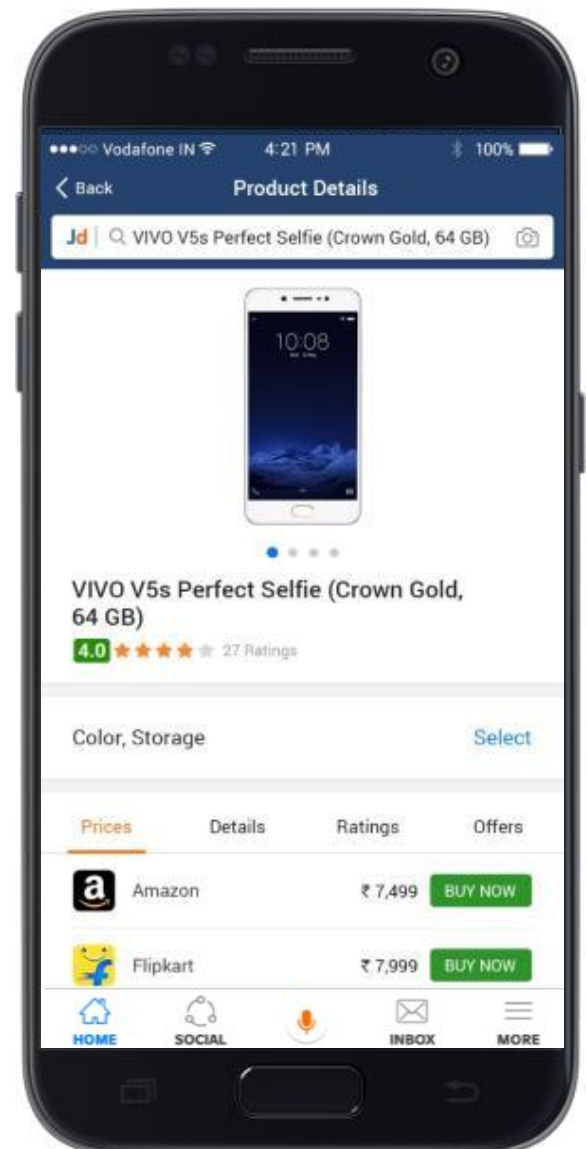 Vodafone IN 4:21 PM 100%
Back Product Details
Jd VIVO V5s Perfect Selfie (Crown Gold, 64 GB)
10:08
VIVO V5s Perfect Selfie (Crown Gold,
64 GB)
4.0 27 Ratings
Color, Storage Select
Prices Details Ratings Offers
a Amazon ₹ 7,499 BUY NOW
f Flipkart ₹ 7,999 BUY NOW
HOME SOCIAL INBOX MORE